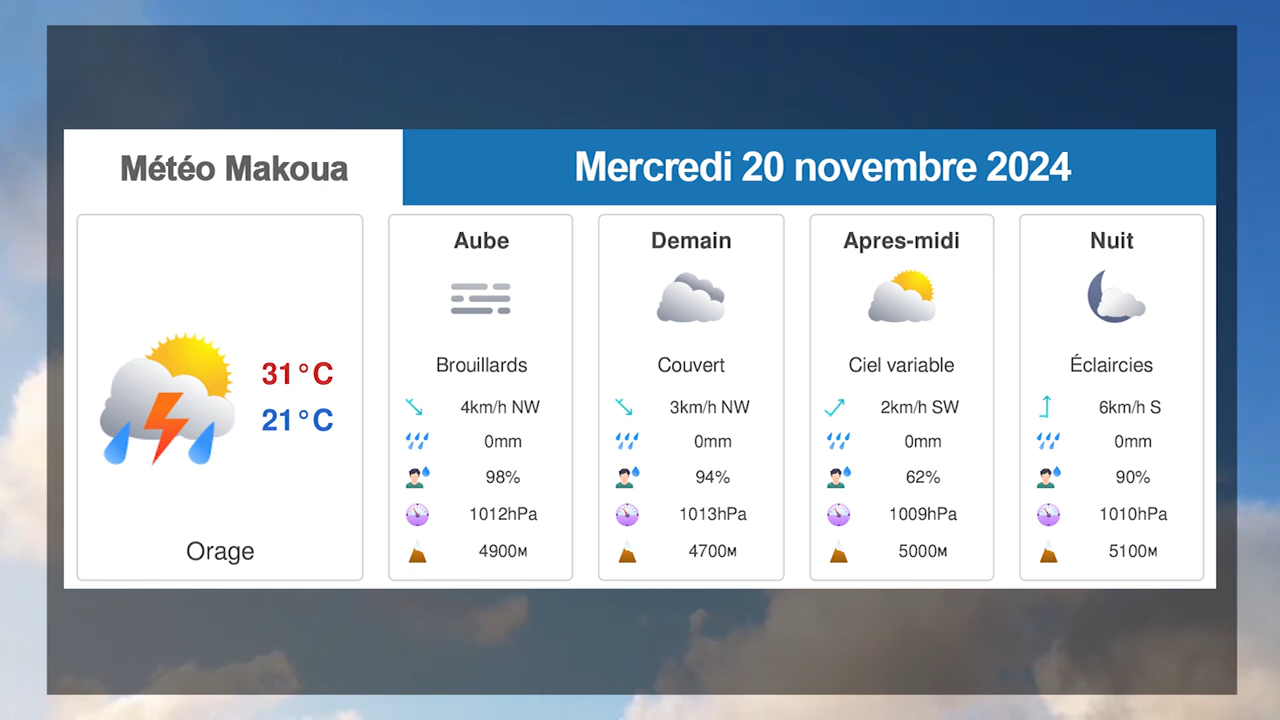 Météo Makoua
Mercredi 20 novembre 2024
31°C
21°C
Orage
Aube
Brouillards
4km/h NW
0mm
98%
1012hPa
4900м
Demain
Couvert
3km/h NW
0mm
94%
1013hPa
4700м
Apres-midi
Ciel variable
2km/h SW
0mm
62%
1009hPa
5000м
Nuit
Éclaircies
6km/h S
0mm
90%
1010hPa
5100м